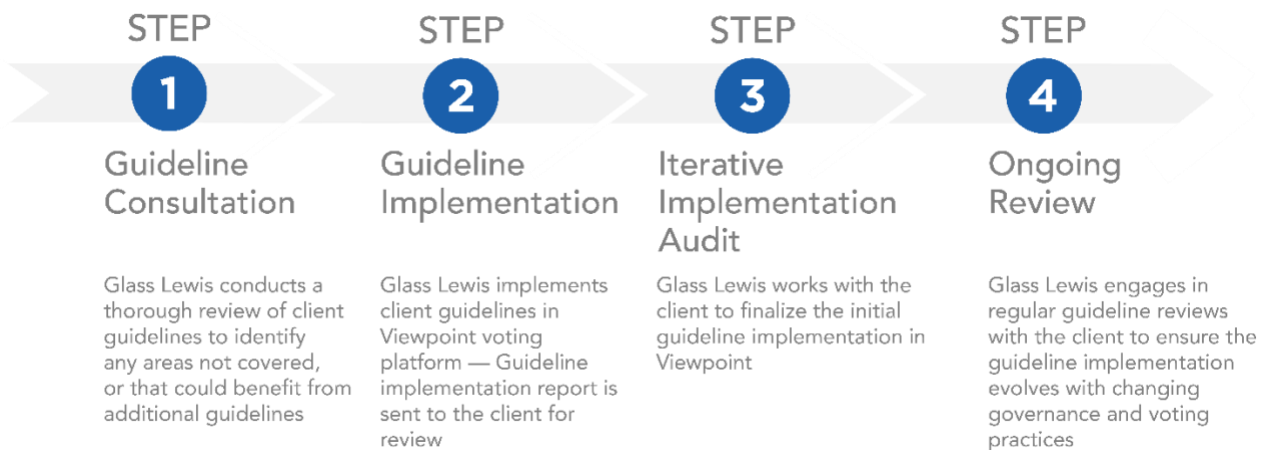 STEP
1
Guideline
Consultation
Glass Lewis conducts a
thorough review of client
guidelines to identify
any areas not covered,
or that could benefit from
additional guidelines
STEP
2
Guideline
Implementation
Glass Lewis implements
client guidelines in
Viewpoint voting
platform — Guideline
implementation report is
sent to the client for
review
STEP
3
Iterative
Implementation
Audit
Glass Lewis works with the
client to finalize the initial
guideline implementation in
Viewpoint
STEP
4
Ongoing
Review
Glass Lewis engages in
regular guideline reviews
with the client to ensure the
guideline implementation
evolves with changing
governance and voting
practices